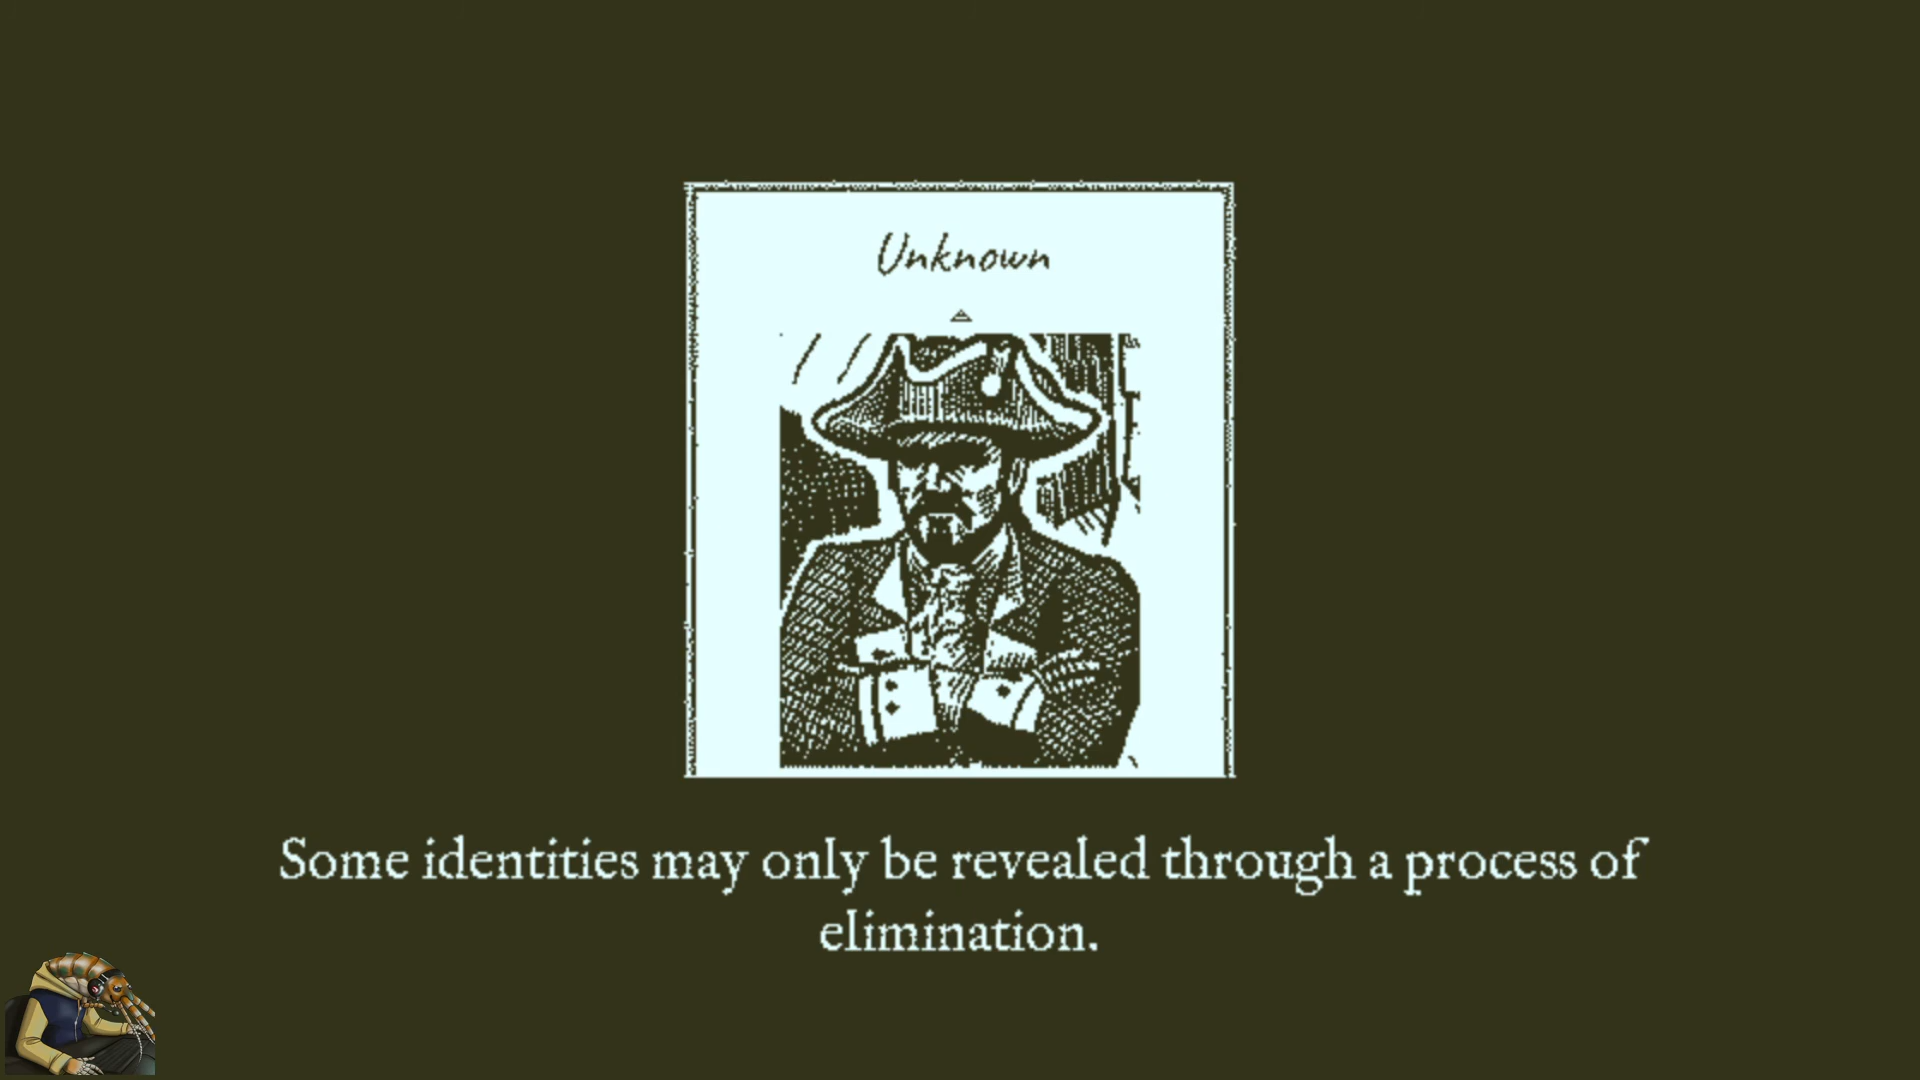 Unknown
Some identities may only be revealed through a process of
elimination.